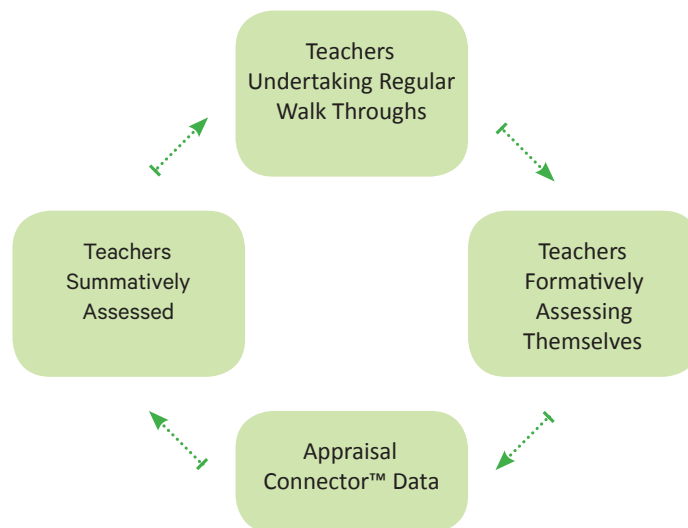 Teachers
Undertaking Regular
Walk Throughs
Teachers
Summatively
Assessed
Teachers
Formatively
Assessing
Themselves
Appraisal
Connector™ Data